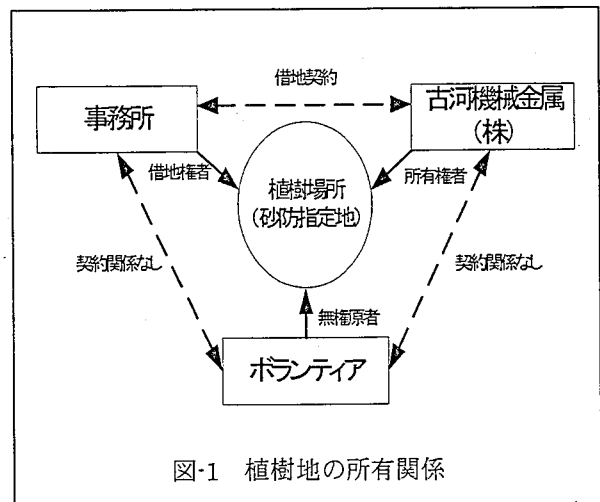 借地契約
事務所
古河機械金属
(株)
借地権者
植樹場所
(砂防指定地)
所有権者
契約関係なし
契約関係なし
無権原者
ボランティア
図-1 植樹地の所有関係